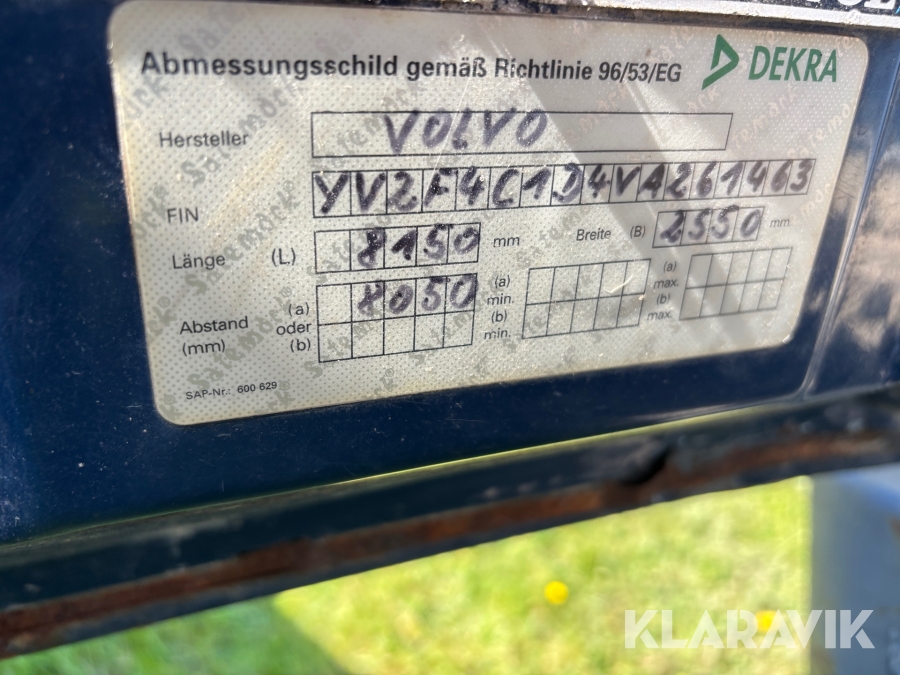 Abmessungsschild gemäß Richtlinie 96/53/EG DEKRA
Hersteller VOLVO
FIN YV2F4C1D4VA261463
Länge (L) 8150 mm Breite (B) 2550 mm
Abstand (mm) (a) 8050 (a) min. (a) max.
oder (b) (b) min. (b) max.
SAP-Nr.: 600 629
KLARAVIK